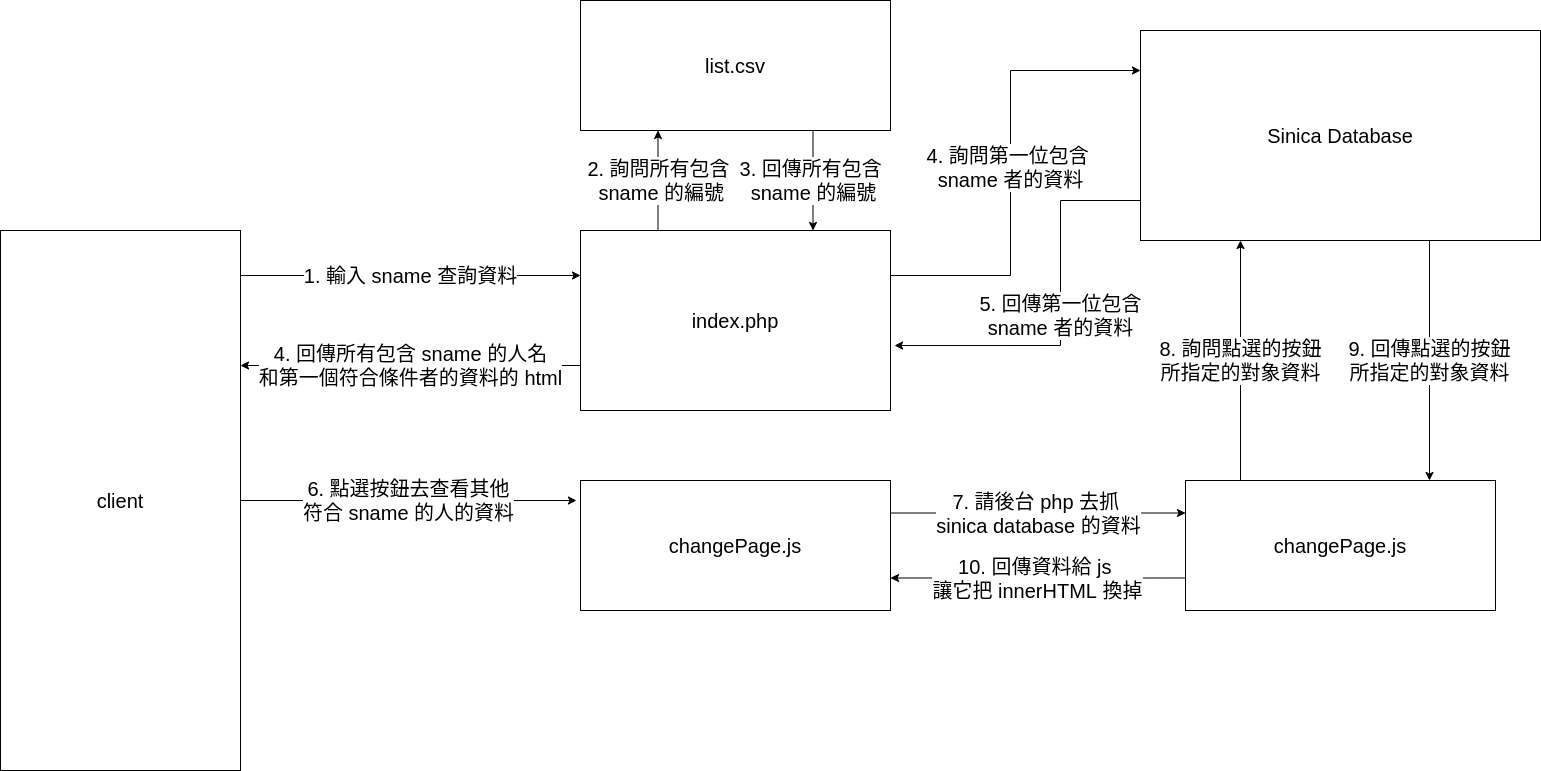 list.csv
Sinica Database
2. 詢問所有包含
sname 的編號
3. 回傳所有包含
sname 的編號
4. 詢問第一位包含
sname 者的資料
1. 輸入 sname 查詢資料
index.php
5. 回傳第一位包含
sname 者的資料
4. 回傳所有包含 sname 的人名
和第一個符合條件者的資料的 html
8. 詢問點選的按鈕
所指定的對象資料
9. 回傳點選的按鈕
所指定的對象資料
client
6. 點選按鈕去查看其他
符合 sname 的人的資料
changePage.js
7. 請後台 php 去抓
sinica database 的資料
10. 回傳資料給 js
讓它把 innerHTML 換掉
changePage.js